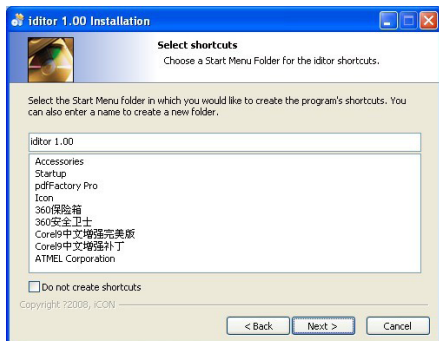 iditor 1.00 Installation
Select shortcuts
Choose a Start Menu Folder for the iditor shortcuts.
Select the Start Menu folder in which you would like to create the program's shortcuts. You
can also enter a name to create a new folder.
iditor 1.00
Accessories
Startup
pdfFactory Pro
Icon
360保险箱
360安全卫士
Corel9中文增强完美版
Corel9中文增强补丁
ATMEL Corporation
Do not create shortcuts
Copyright ?2008, iCON
< Back
Next >
Cancel